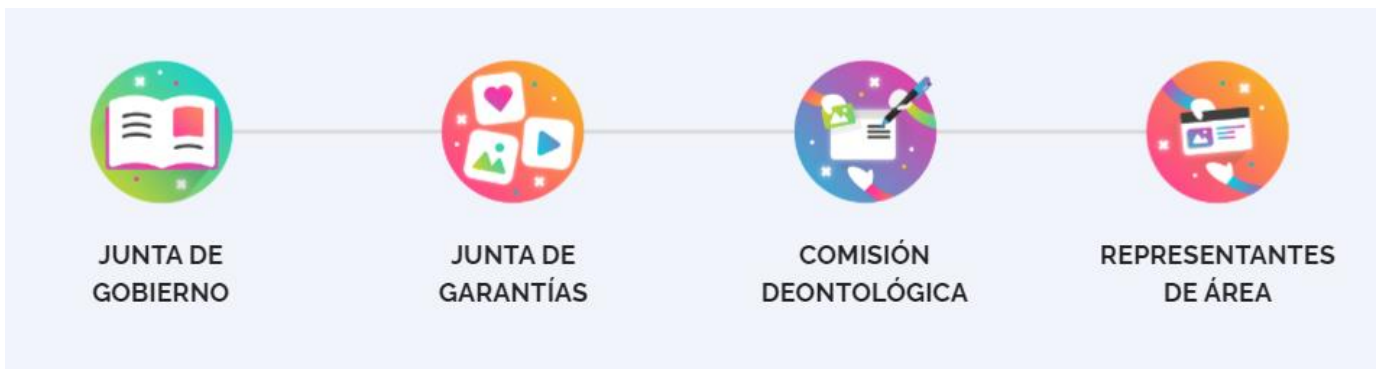 JUNTA DE
GOBIERNO
JUNTA DE
GARANTÍAS
COMISIÓN
DEONTOLÓGICA
REPRESENTANTES
DE ÁREA